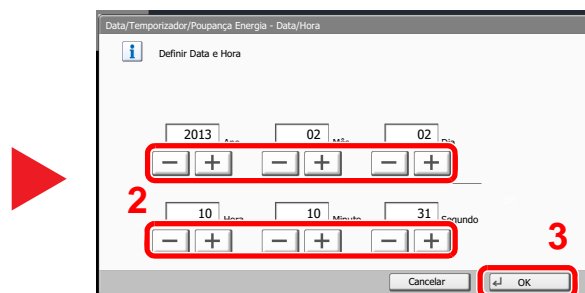 Data/Temporizador/Poupança Energia - Data/Hora
i Definir Data e Hora
2013 Ano 02 Mês 02 Dia
− + − + − +
2
10 Hora 10 Minuto 31 Segundo
− + − + − +
3
Cancelar OK